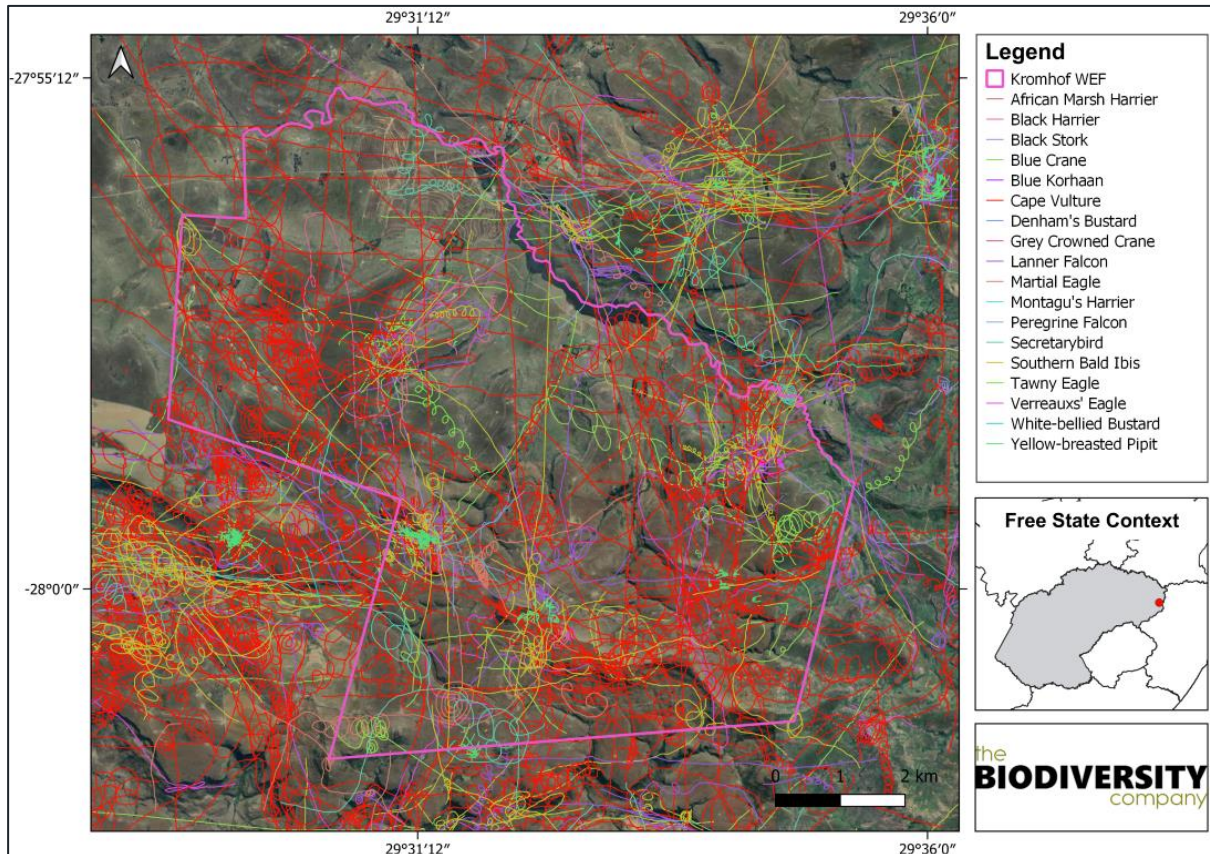 29°31′12″
29°36′0″
-27°55′12″
-28°0′0″
0 1 2 km
29°31′12″
29°36′0″
Legend
Kromhof WEF
African Marsh Harrier
Black Harrier
Black Stork
Blue Crane
Blue Korhaan
Cape Vulture
Denham's Bustard
Grey Crowned Crane
Lanner Falcon
Martial Eagle
Montagu's Harrier
Peregrine Falcon
Secretarybird
Southern Bald Ibis
Tawny Eagle
Verreauxs' Eagle
White-bellied Bustard
Yellow-breasted Pipit
Free State Context
the
BIODIVERSITY
company